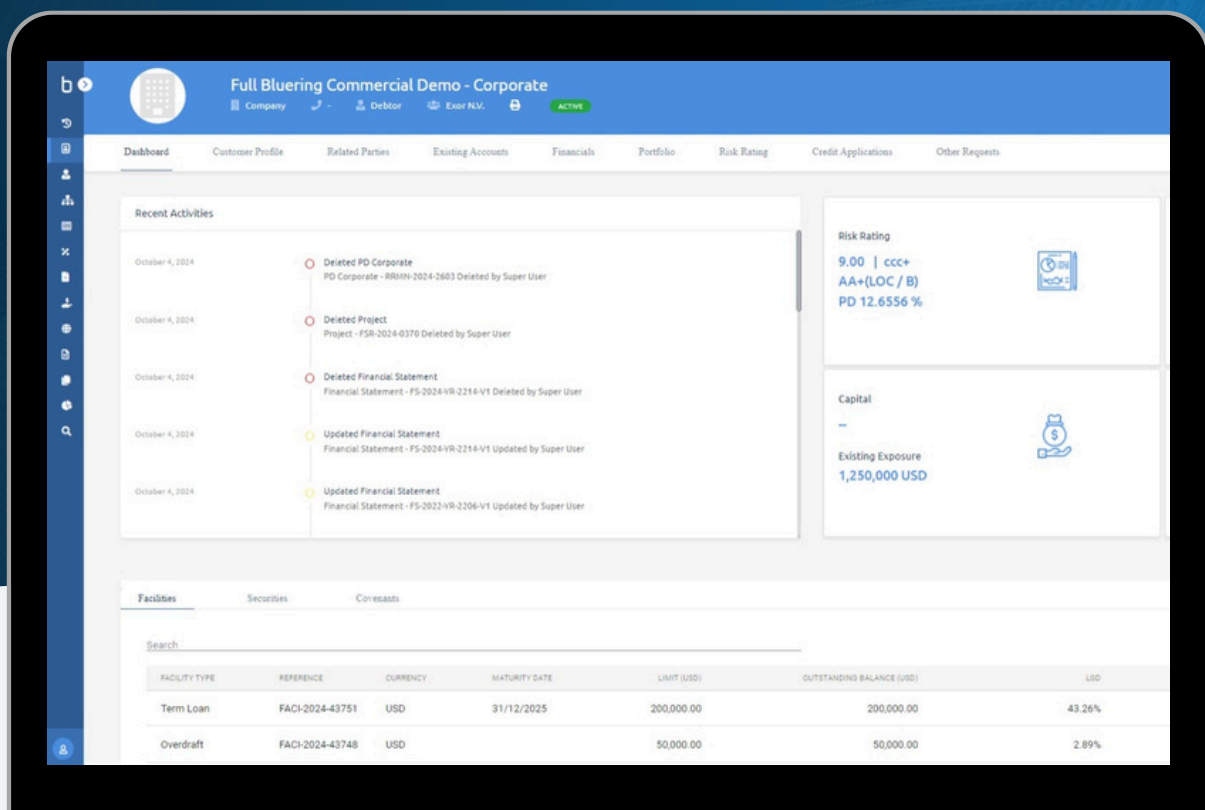 b
Full Bluering Commercial Demo - Corporate
Company - Debtor Exor N.V. ACTIVE
Dashboard Customer Profile Related Parties Existing Accounts Financials Portfolio Risk Rating Credit Applications Other Requests
Recent Activities
October 4, 2024 Deleted PD Corporate
PD Corporate - RRMN-2024-2603 Deleted by Super User
October 4, 2024 Deleted Project
Project - FSR-2024-0370 Deleted by Super User
October 4, 2024 Deleted Financial Statement
Financial Statement - FS-2024-YR-2214-V1 Deleted by Super User
October 4, 2024 Updated Financial Statement
Financial Statement - FS-2024-YR-2214-V1 Updated by Super User
October 4, 2024 Updated Financial Statement
Financial Statement - FS-2022-YR-2206-V1 Updated by Super User
Risk Rating
9.00 | ccc+
AA+(LOC / B)
PD 12.6556 %
Capital
--
Existing Exposure
1,250,000 USD
Facilities Securities Covenants
Search
FACILITY TYPE REFERENCE CURRENCY MATURITY DATE LIMIT (USD) OUTSTANDING BALANCE (USD) LGD
Term Loan FACI-2024-43751 USD 31/12/2025 200,000.00 200,000.00 43.26%
Overdraft FACI-2024-43748 USD 50,000.00 50,000.00 2.89%